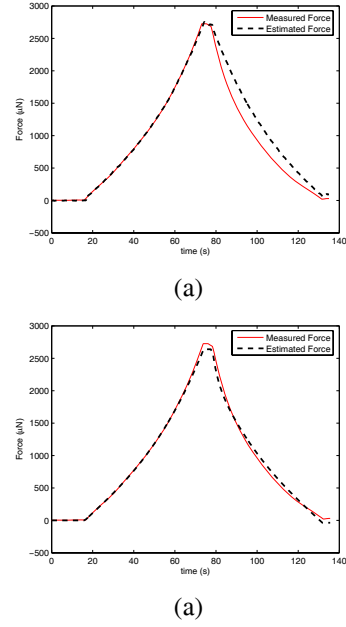 3000
2500
2000
1500
1000
500
0
−500
Force (μN)
Measured Force
Estimated Force
0 20 40 60 80 100 120 140
time (s)
(a)
3000
2500
2000
1500
1000
500
0
−500
Force (μN)
Measured Force
Estimated Force
0 20 40 60 80 100 120 140
time (s)
(a)